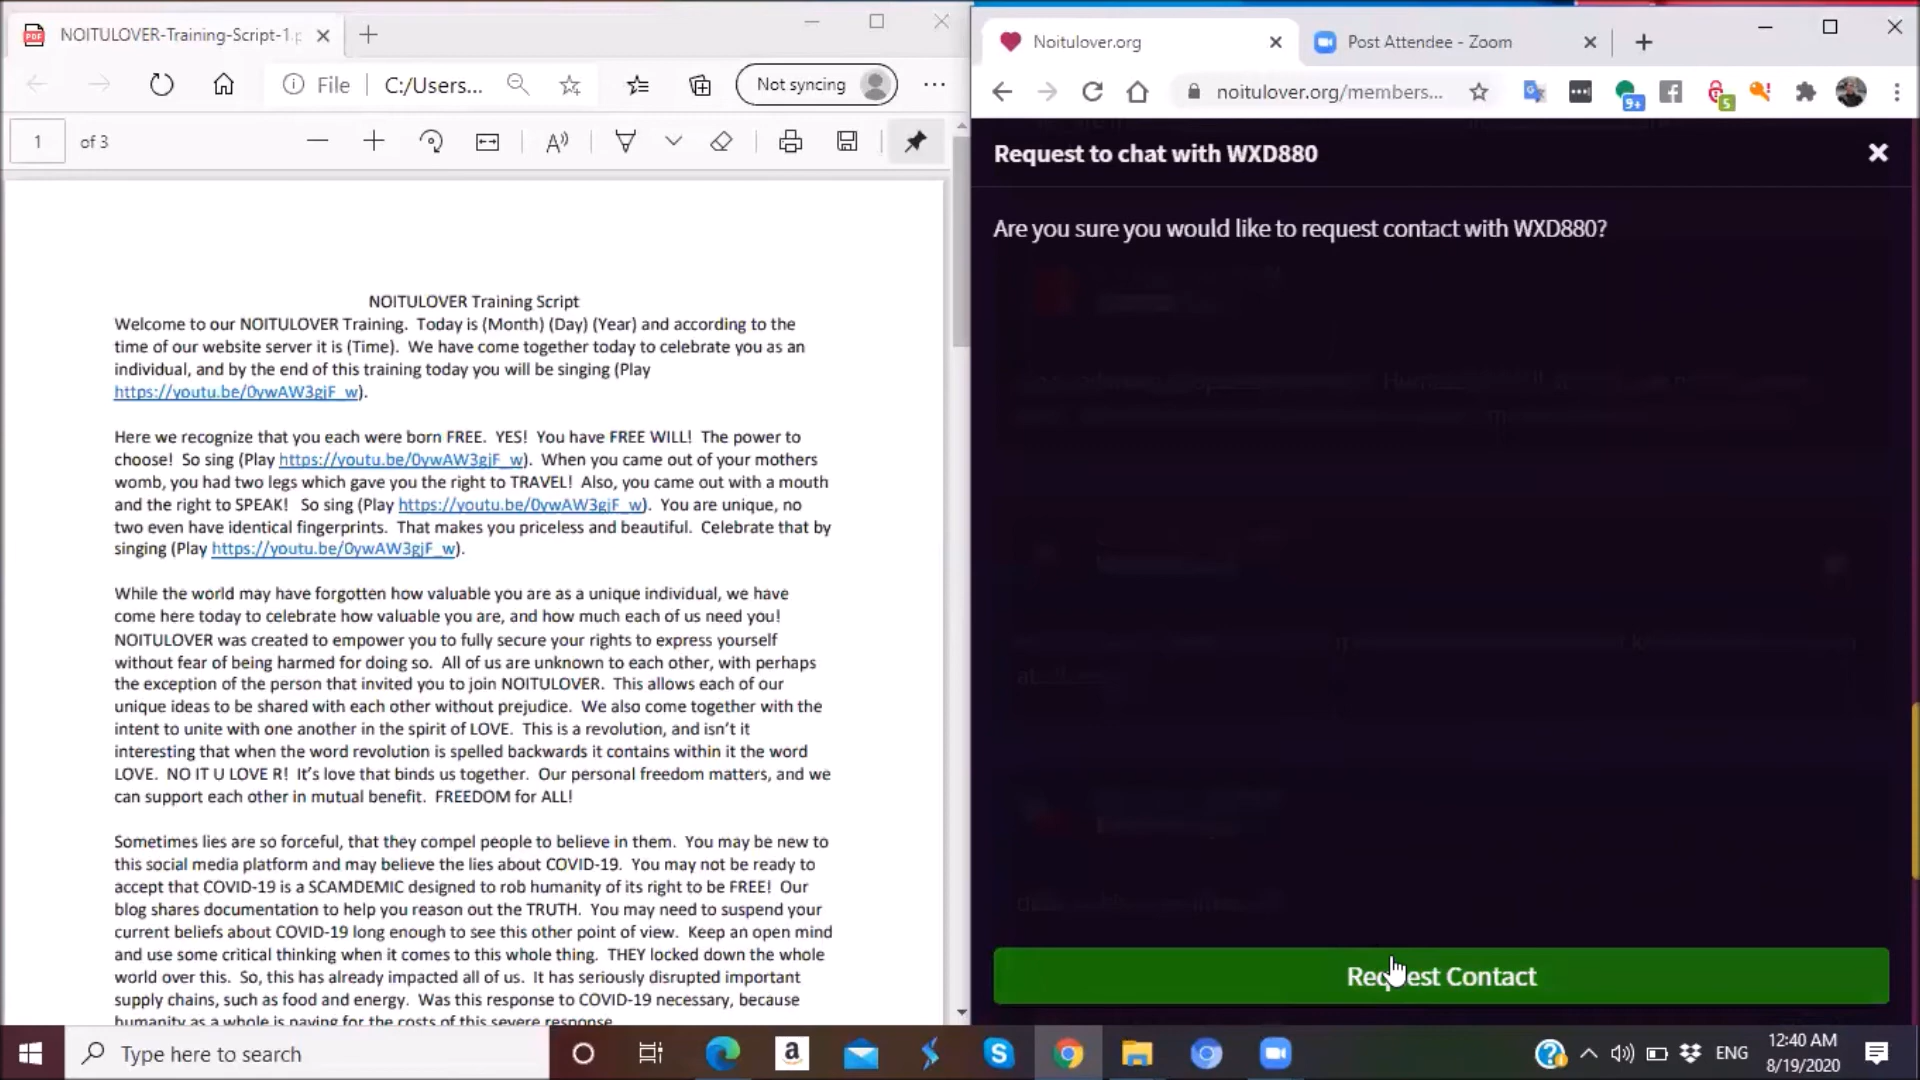 NOITULOVER-Training-Script-1.p
Noitulover.org
Post Attendee - Zoom
File
C:/Users...
Not syncing
noitulover.org/members...
9+
5
1
of 3
Request to chat with WXD880
Are you sure you would like to request contact with WXD880?
NOITULOVER Training Script
Welcome to our NOITULOVER Training.  Today is (Month) (Day) (Year) and according to the
time of our website server it is (Time).  We have come together today to celebrate you as an
individual, and by the end of this training today you will be singing (Play
https://youtu.be/0ywAW3gjF_w).
Here we recognize that you each were born FREE.  YES!  You have FREE WILL!  The power to
choose!  So sing (Play https://youtu.be/0ywAW3gjF_w).  When you came out of your mothers
womb, you had two legs which gave you the right to TRAVEL!  Also, you came out with a mouth
and the right to SPEAK!   So sing (Play https://youtu.be/0ywAW3gjF_w).  You are unique, no
two even have identical fingerprints.  That makes you priceless and beautiful.  Celebrate that by
singing (Play https://youtu.be/0ywAW3gjF_w).
While the world may have forgotten how valuable you are as a unique individual, we have
come here today to celebrate how valuable you are, and how much each of us need you!
NOITULOVER was created to empower you to fully secure your rights to express yourself
without fear of being harmed for doing so.  All of us are unknown to each other, with perhaps
the exception of the person that invited you to join NOITULOVER.  This allows each of our
unique ideas to be shared with each other without prejudice.  We also come together with the
intent to unite with one another in the spirit of LOVE.  This is a revolution, and isn't it
interesting that when the word revolution is spelled backwards it contains within it the word
LOVE.  NO IT U LOVE R!  It's love that binds us together.  Our personal freedom matters, and we
can support each other in mutual benefit.  FREEDOM for ALL!
Sometimes lies are so forceful, that they compel people to believe in them.  You may be new to
this social media platform and may believe the lies about COVID-19.  You may not be ready to
accept that COVID-19 is a SCAMDEMIC designed to rob humanity of its right to be FREE!  Our
blog shares documentation to help you reason out the TRUTH.  You may need to suspend your
current beliefs about COVID-19 long enough to see this other point of view.  Keep an open mind
and use some critical thinking when it comes to this whole thing.  THEY locked down the whole
world over this.  So, this has already impacted all of us.  It has seriously disrupted important
supply chains, such as food and energy.  Was this response to COVID-19 necessary, because
humanity as a whole is paying for the costs of this severe response
Request Contact
Type here to search
ENG
12:40 AM
8/19/2020